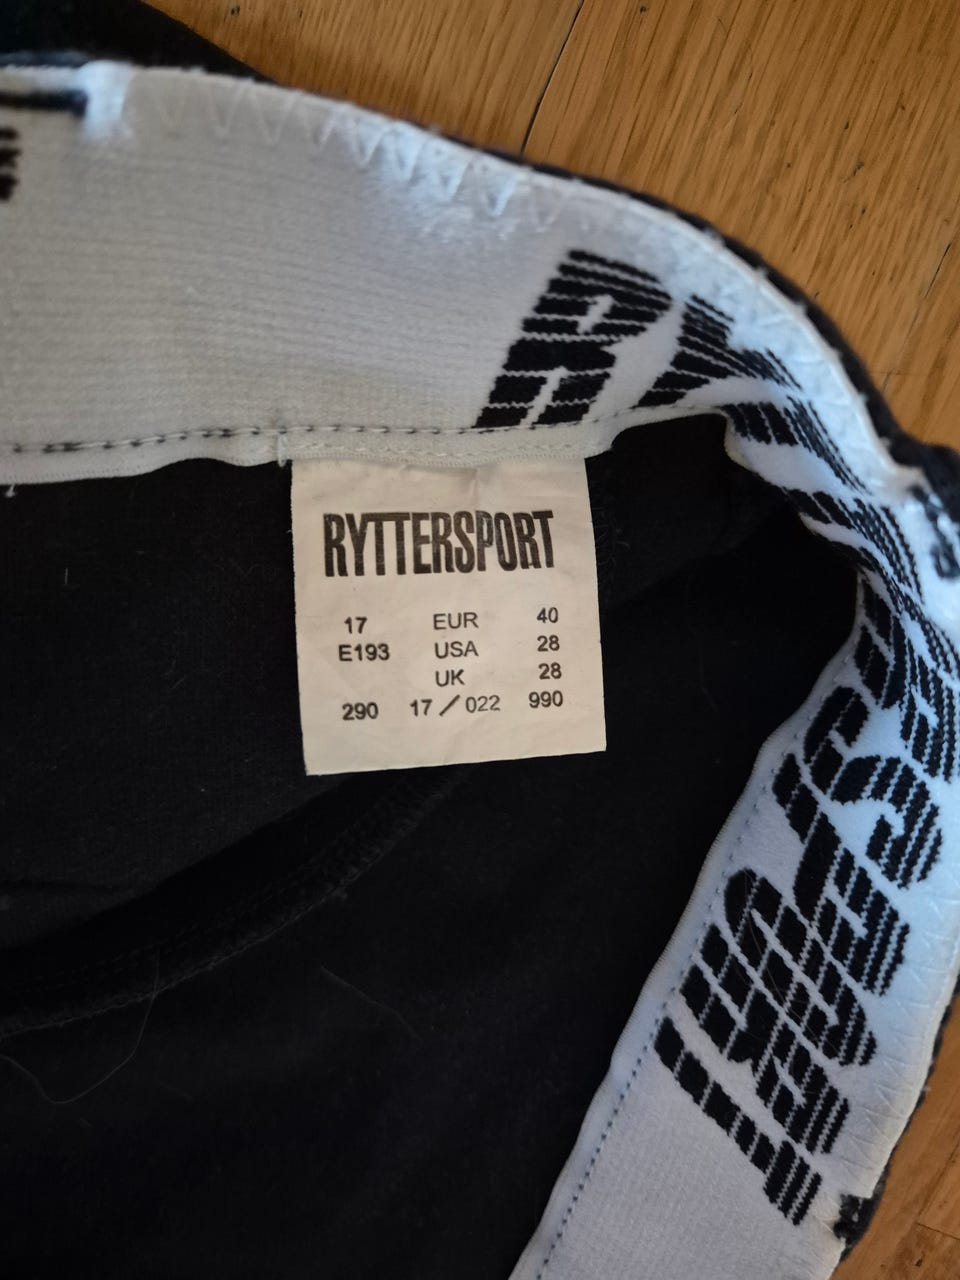 RYTTERSPORT
17 EUR 40
E193 USA 28
UK 28
290 17/022 990